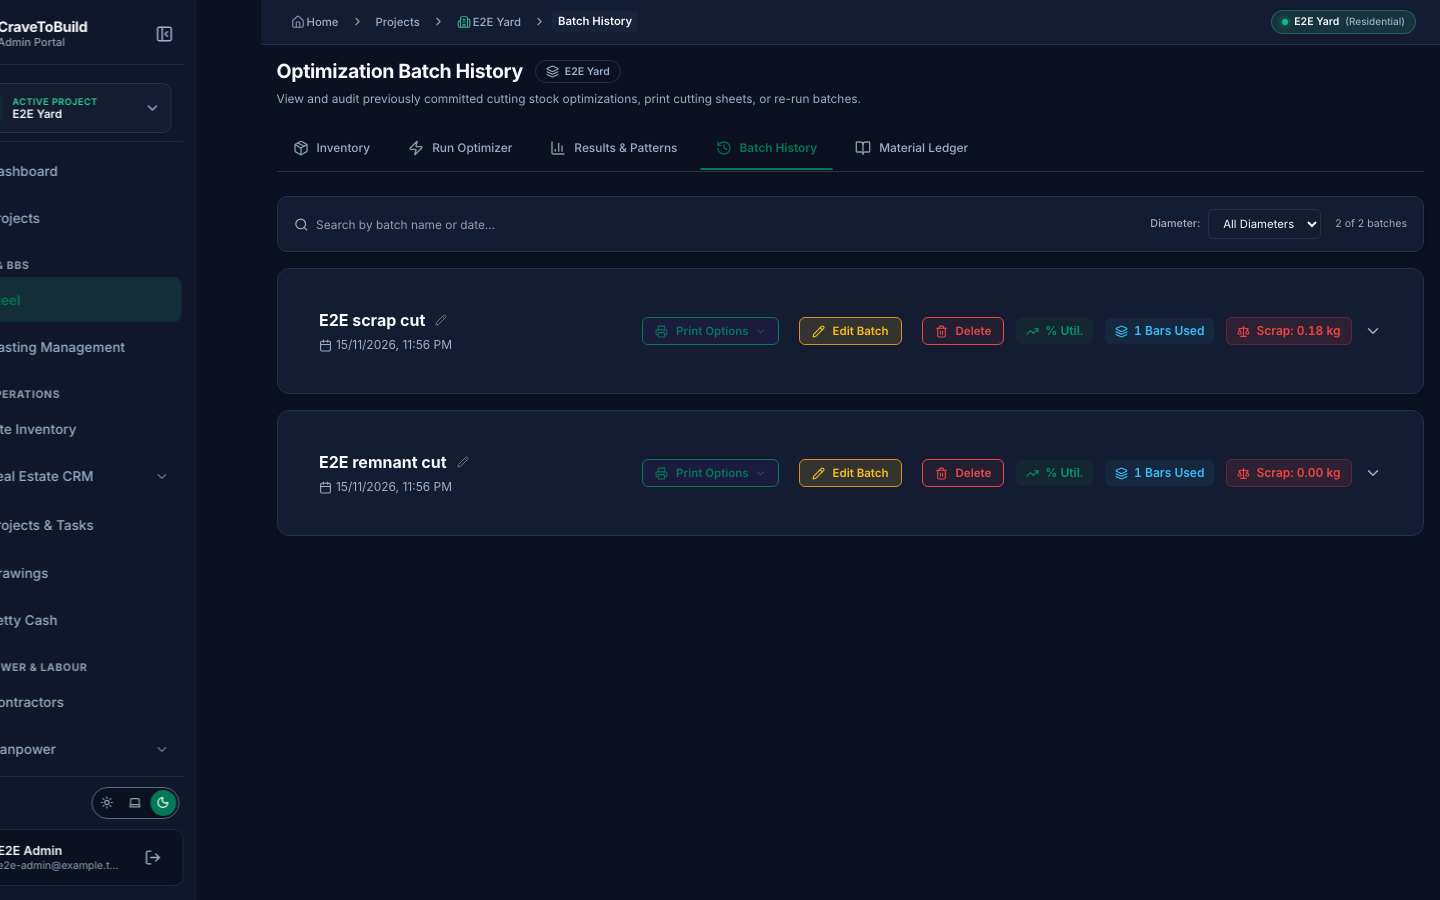 CraveToBuild
Admin Portal
ACTIVE PROJECT
E2E Yard
ashboard
rojects
& BBS
eel
asting Management
PERATIONS
te Inventory
eal Estate CRM
rojects & Tasks
rawings
etty Cash
WER & LABOUR
ontractors
anpower
E2E Admin
e2e-admin@example.t...
Home
Projects
E2E Yard
Batch History
E2E Yard (Residential)
Optimization Batch History
E2E Yard
View and audit previously committed cutting stock optimizations, print cutting sheets, or re-run batches.
Inventory
Run Optimizer
Results & Patterns
Batch History
Material Ledger
Search by batch name or date...
Diameter:
All Diameters
2 of 2 batches
E2E scrap cut
15/11/2026, 11:56 PM
Print Options
Edit Batch
Delete
% Util.
1 Bars Used
Scrap: 0.18 kg
E2E remnant cut
15/11/2026, 11:56 PM
Print Options
Edit Batch
Delete
% Util.
1 Bars Used
Scrap: 0.00 kg